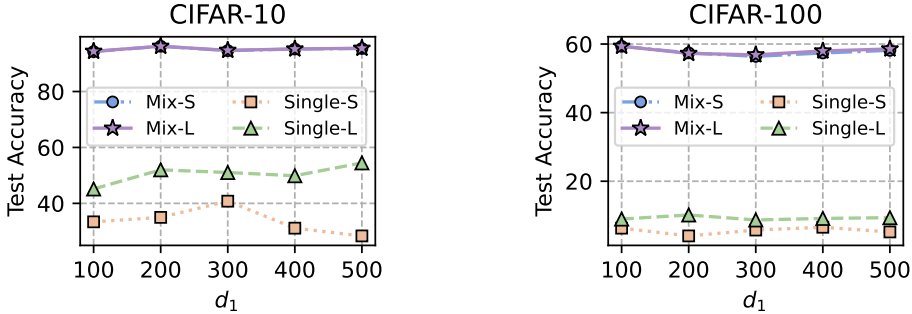 CIFAR-10
Test Accuracy
80
60
40
Mix-S
Mix-L
Single-S
Single-L
100 200 300 400 500
d₁
CIFAR-100
Test Accuracy
60
40
20
Mix-S
Mix-L
Single-S
Single-L
100 200 300 400 500
d₁